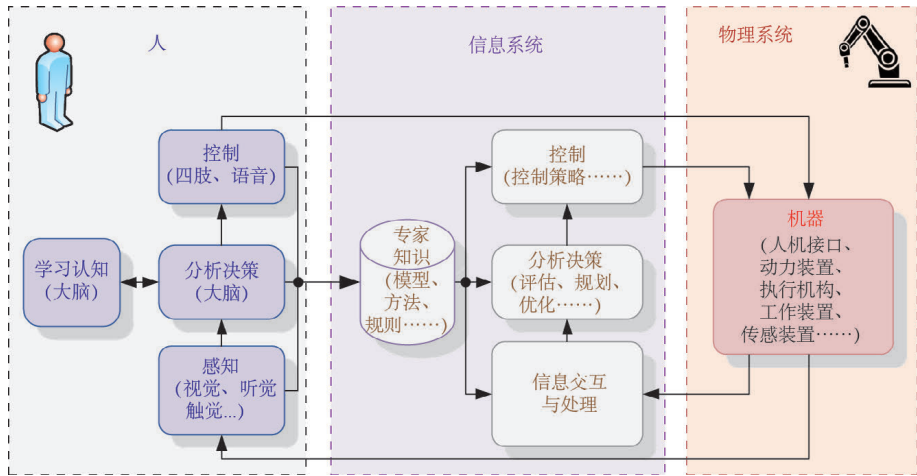 人
信息系统
物理系统
控制
(四肢、语音)
学习认知
(大脑)
分析决策
(大脑)
感知
(视觉、听觉
触觉...)
专家
知识
(模型、
方法、
规则……)
控制
(控制策略……)
分析决策
(评估、规划、
优化……)
信息交互
与处理
机器
(人机接口、
动力装置、
执行机构、
工作装置、
传感装置……)